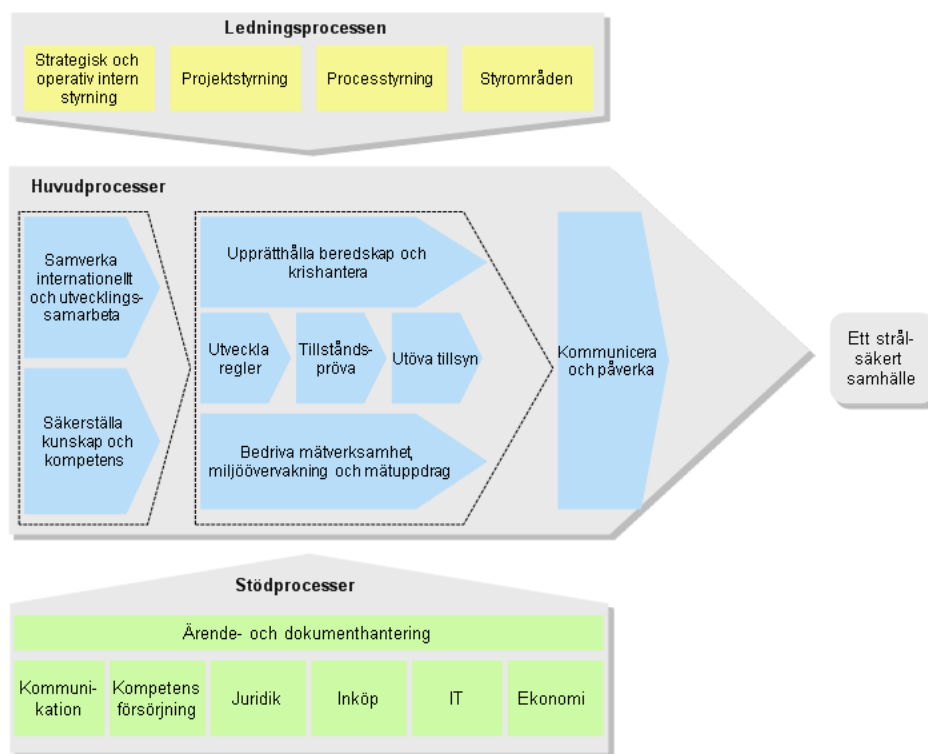 Ledningsprocessen
Strategisk och
operativ intern
styrning
Projektstyrning
Processtyrning
Styrområden
Huvudprocesser
Samverka
internationellt
och utvecklings-
samarbeta
Säkerställa
kunskap och
kompetens
Upprätthålla beredskap och
krishantera
Utveckla
regler
Tillstånds-
pröva
Utöva tillsyn
Bedriva mätverksamhet,
miljöövervakning och mätuppdrag
Kommunicera
och påverka
Ett strål-
säkert
samhälle
Stödprocesser
Ärende- och dokumenthantering
Kommuni-
kation
Kompetens
försörjning
Juridik
Inköp
IT
Ekonomi